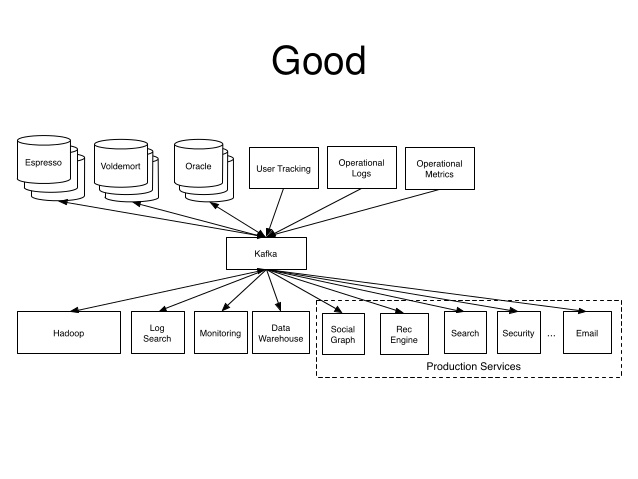 Good
Espresso
Voldemort
Oracle
User Tracking
Operational
Logs
Operational
Metrics
Kafka
Hadoop
Log
Search
Monitoring
Data
Warehouse
Social
Graph
Rec
Engine
Search
Security
...
Email
Production Services